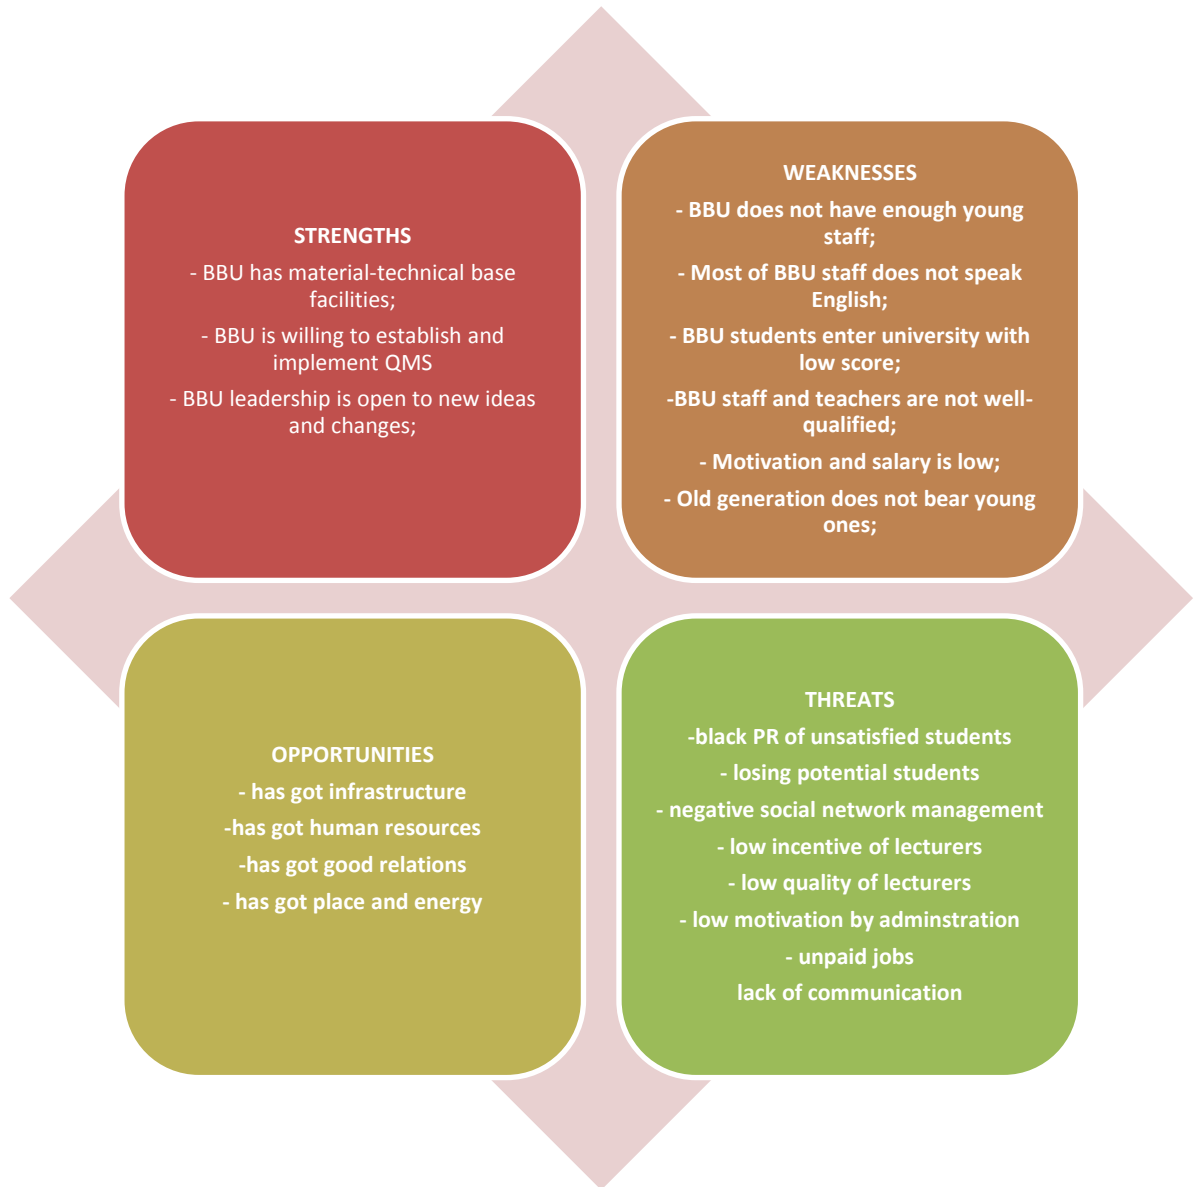 STRENGTHS
- BBU has material-technical base
facilities;
- BBU is willing to establish and
implement QMS
- BBU leadership is open to new ideas
and changes;
WEAKNESSES
- BBU does not have enough young
staff;
- Most of BBU staff does not speak
English;
- BBU students enter university with
low score;
-BBU staff and teachers are not well-
qualified;
- Motivation and salary is low;
- Old generation does not bear young
ones;
OPPORTUNITIES
- has got infrastructure
-has got human resources
-has got good relations
- has got place and energy
THREATS
-black PR of unsatisfied students
- losing potential students
- negative social network management
- low incentive of lecturers
- low quality of lecturers
- low motivation by adminstration
- unpaid jobs
lack of communication